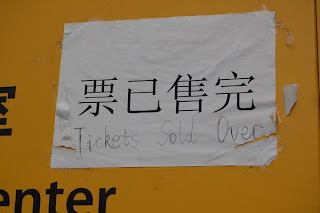 票已售完
Tickets Sold Over
enter